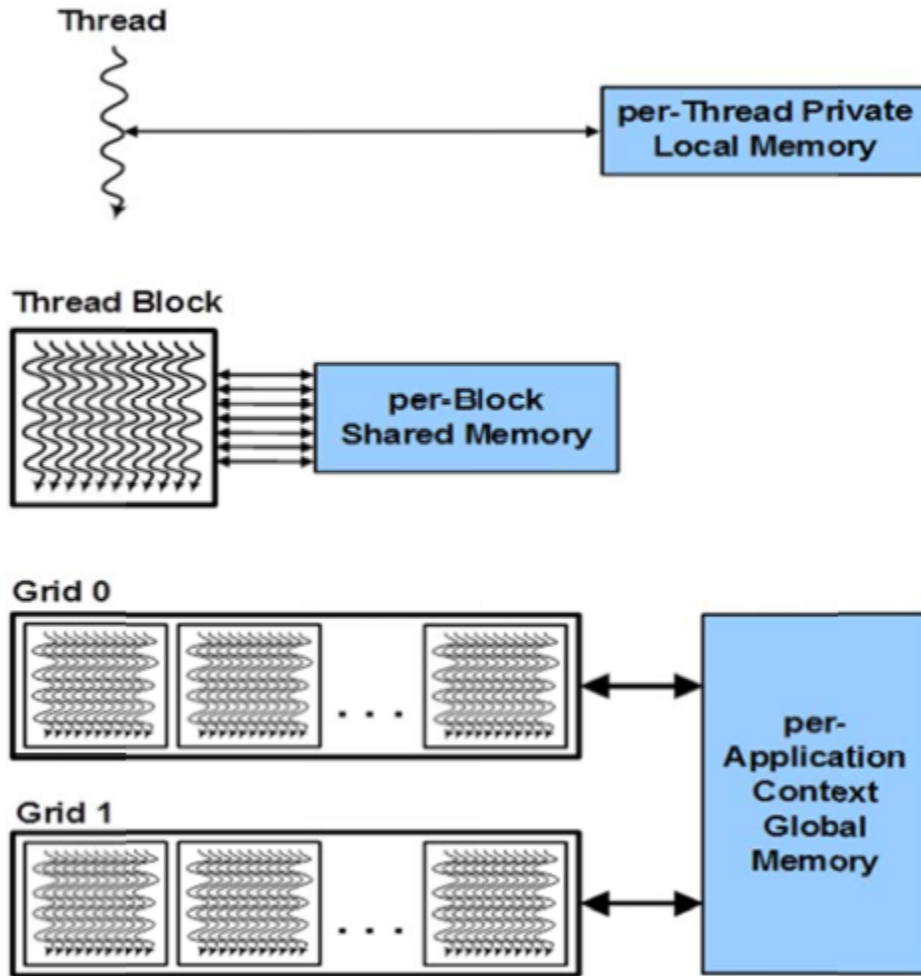 Thread
per-Thread Private
Local Memory
Thread Block
per-Block
Shared Memory
Grid 0
. . .
per-
Application
Context
Global
Memory
Grid 1
. . .